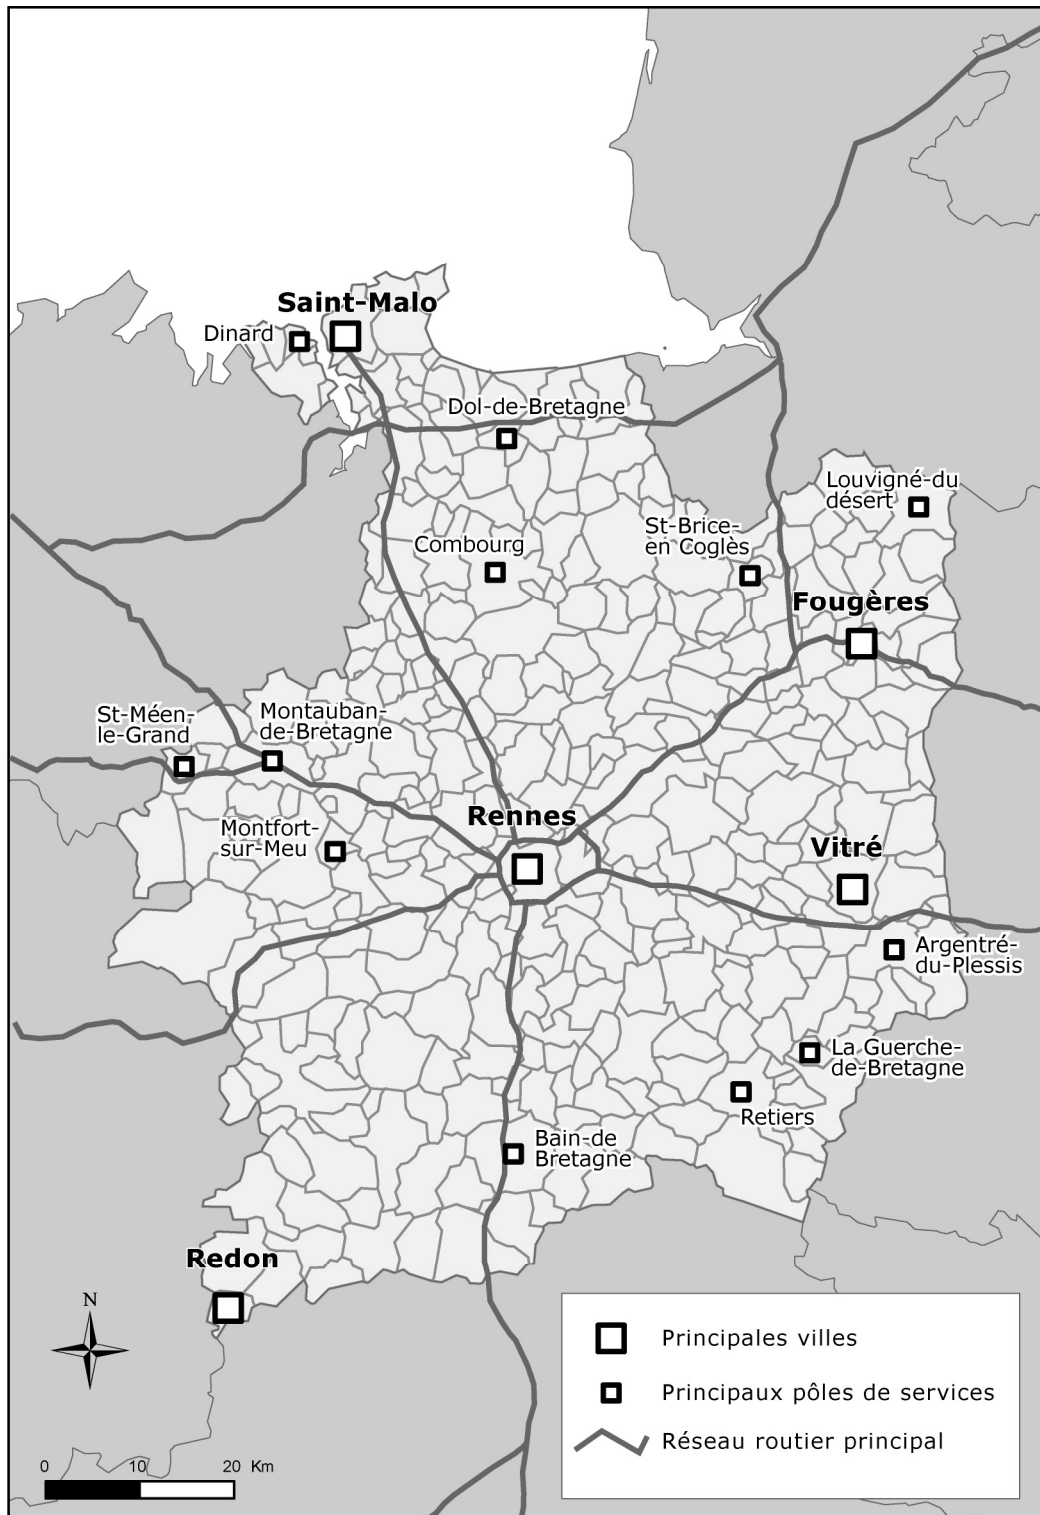 Saint-Malo
Dinard
Dol-de-Bretagne
Louvigné-du
désert
St-Brice-
en Coglès
Combourg
Fougères
St-Méen-
le-Grand
Montauban-
de-Bretagne
Rennes
Montfort-
sur-Meu
Vitré
Argentré-
du-Plessis
La Guerche-
de-Bretagne
Retiers
Bain-de
Bretagne
Redon
N
Principales villes
Principaux pôles de services
Réseau routier principal
0 10 20 Km